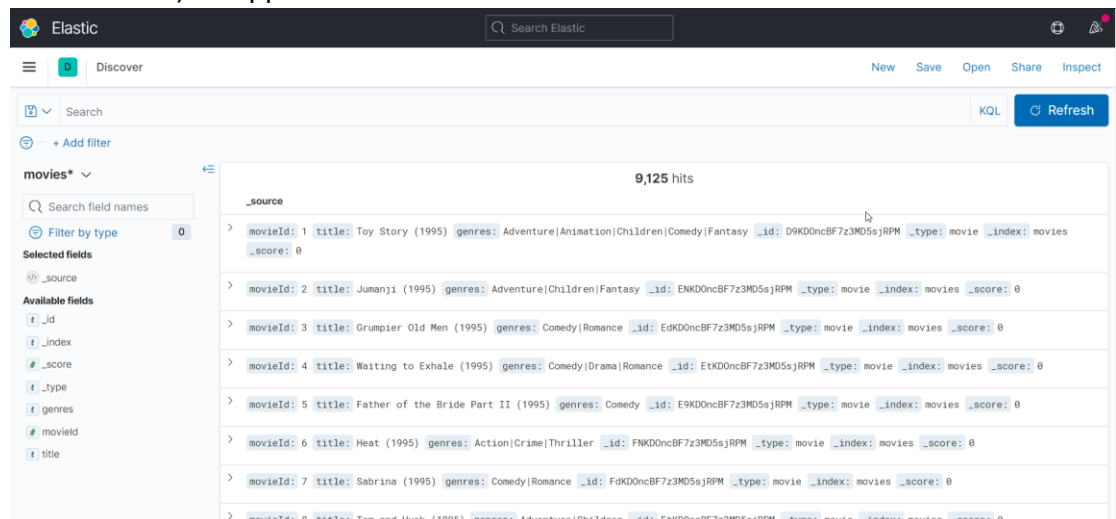 Elastic
Search Elastic
D
Discover
New Save Open Share Inspect
Search
KQL
Refresh
+ Add filter
movies*
9,125 hits
Search field names
_source
Filter by type 0
Selected fields
_source
Available fields
t _id
t _index
# _score
t _type
t genres
# movieId
t title
movieId: 1 title: Toy Story (1995) genres: Adventure|Animation|Children|Comedy|Fantasy _id: D9KDOncBF7z3MD5sjRPM _type: movie _index: movies
_score: 0
movieId: 2 title: Jumanji (1995) genres: Adventure|Children|Fantasy _id: ENKDOncBF7z3MD5sjRPM _type: movie _index: movies _score: 0
movieId: 3 title: Grumpier Old Men (1995) genres: Comedy|Romance _id: EdKDOncBF7z3MD5sjRPM _type: movie _index: movies _score: 0
movieId: 4 title: Waiting to Exhale (1995) genres: Comedy|Drama|Romance _id: EtKDOncBF7z3MD5sjRPM _type: movie _index: movies _score: 0
movieId: 5 title: Father of the Bride Part II (1995) genres: Comedy _id: E9KDOncBF7z3MD5sjRPM _type: movie _index: movies _score: 0
movieId: 6 title: Heat (1995) genres: Action|Crime|Thriller _id: FNKDOncBF7z3MD5sjRPM _type: movie _index: movies _score: 0
movieId: 7 title: Sabrina (1995) genres: Comedy|Romance _id: FdKDOncBF7z3MD5sjRPM _type: movie _index: movies _score: 0